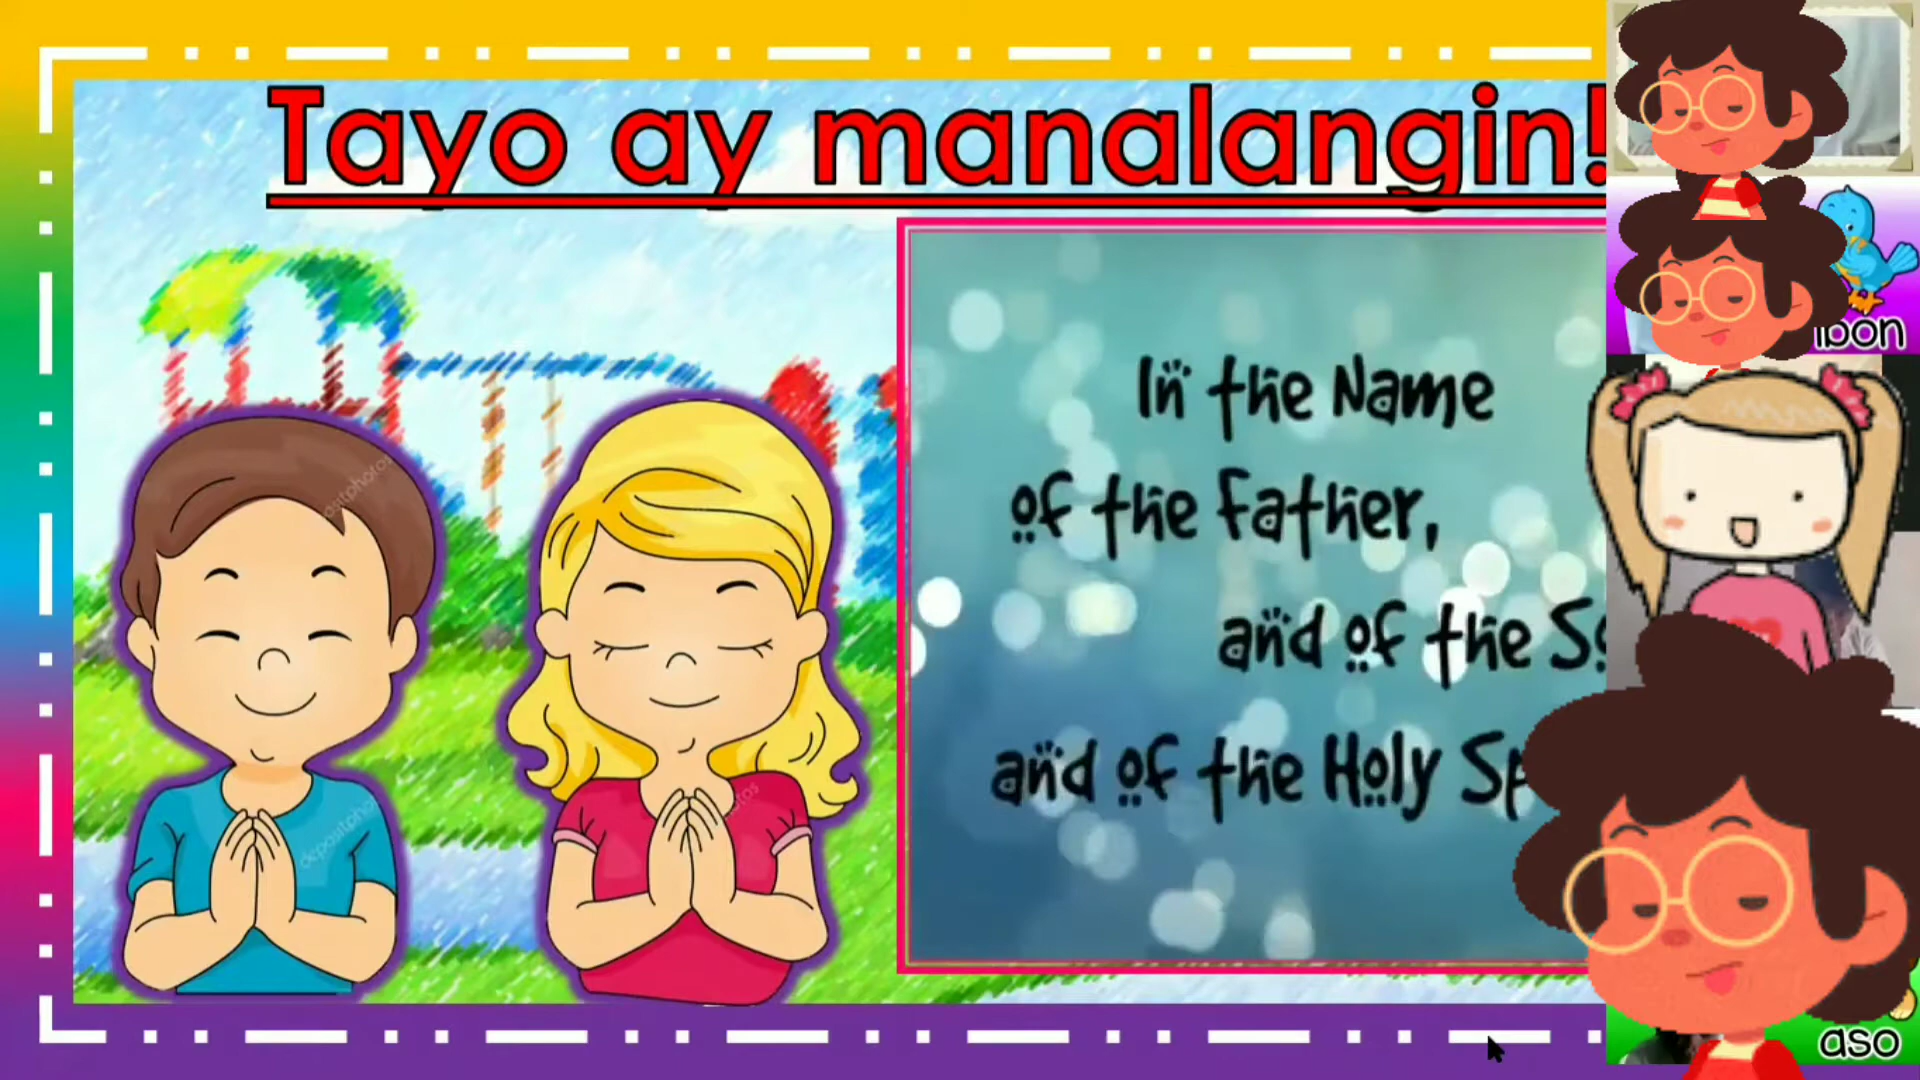 Tayo ay manalangin!
In the Name
of the Father,
and of the
and of the Holy
ibon
aso